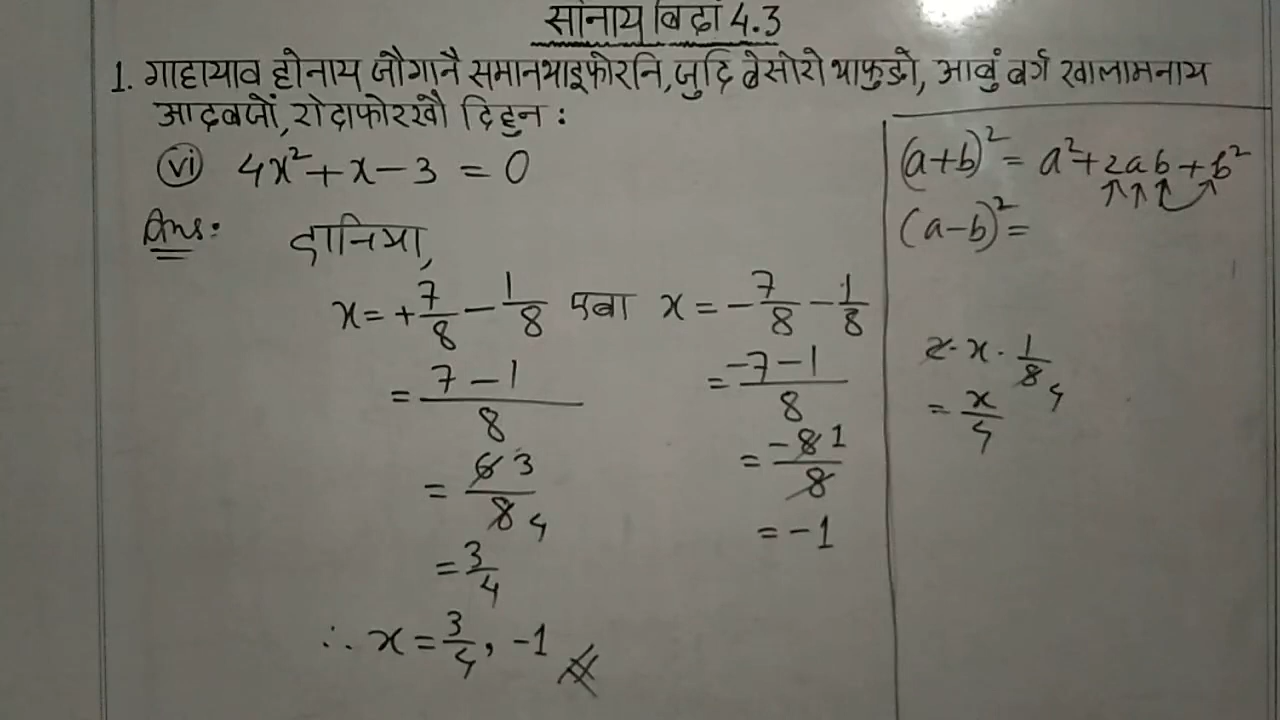 सोनाय बिदां 4.3
1. गाहायाव होनाय जौगानै समानथाइफोरनि, जुदि बेसोरो थाफुङो, आबुं बर्ग खालामनाय
आदबजों, रोदाफोरखौ दिहुन :
(vi) 4x² + x - 3 = 0
Ans: दानिया,
x = + 7/8 - 1/8 एबा x = - 7/8 - 1/8
= (7 - 1)/8 = (-7 - 1)/8
= 6 3/8 4 = -8 1/8
= 3/4 = -1
∴ x = 3/4, -1
(a+b)² = a² + 2ab + b²
(a-b)² =
2 · x · 1/8 4
= x/4